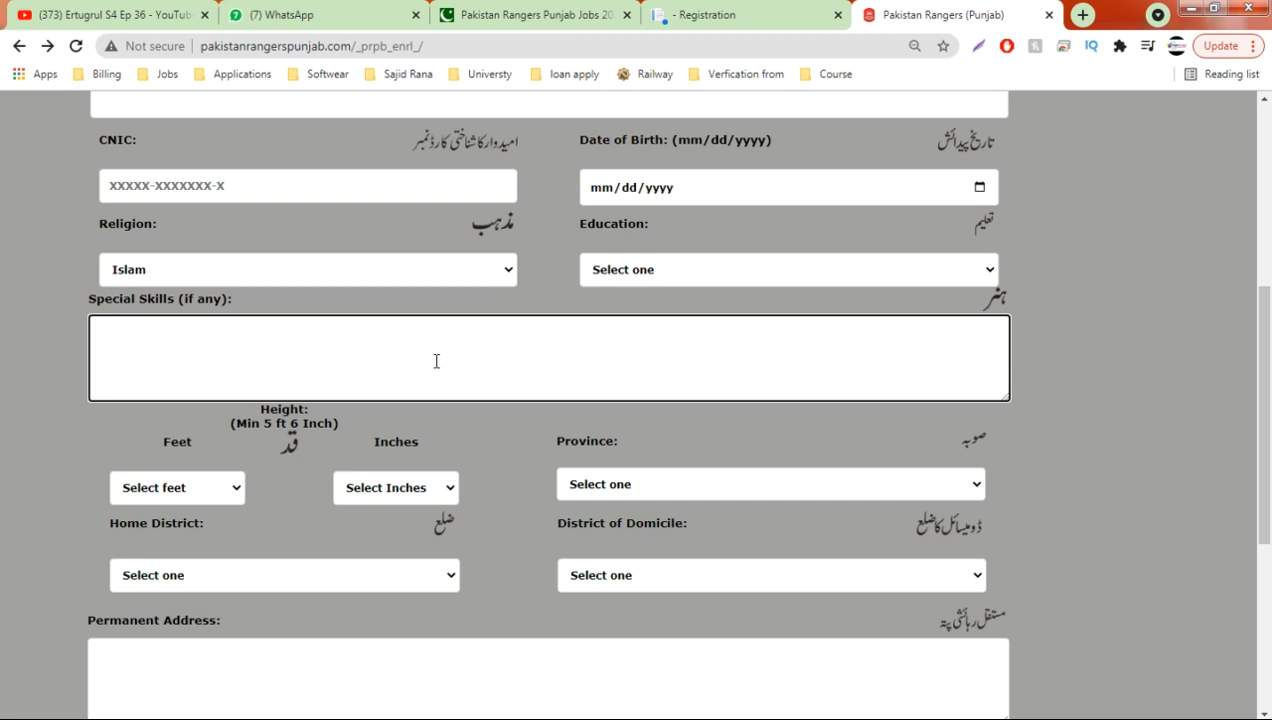 (373) Ertugrul S4 Ep 36 - YouTub
(7) WhatsApp
Pakistan Rangers Punjab Jobs 20
- Registration
Pakistan Rangers (Punjab)
Not secure
pakistanrangerspunjab.com/_prpb_enrl_/
Update
Apps
Billing
Jobs
Applications
Softwear
Sajid Rana
Universty
loan apply
Railway
Verfication from
Course
Reading list
CNIC:
امیدوار کا شناختی کارڈ نمبر
Date of Birth: (mm/dd/yyyy)
تاریخ پیدائش
XXXXX-XXXXXXX-X
mm/dd/yyyy
Religion:
مذہب
Education:
تعلیم
Islam
Select one
Special Skills (if any):
ہنر
Height:
(Min 5 ft 6 Inch)
Feet
قد
Inches
Province:
صوبہ
Select feet
Select Inches
Select one
Home District:
ضلع
District of Domicile:
ڈومیسائل کا ضلع
Select one
Select one
Permanent Address:
مستقل رہائشی پتہ